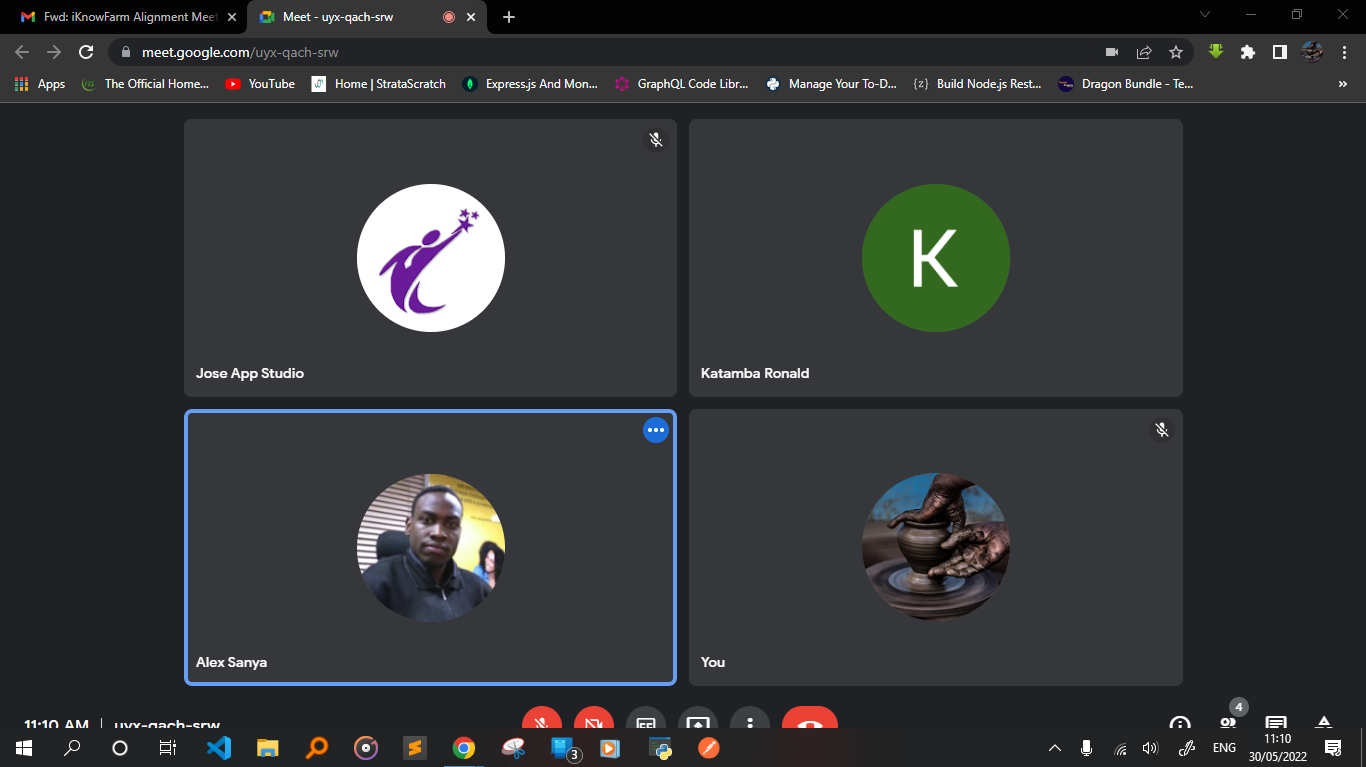 Fwd: iKnowFarm Alignment Meet
Meet - uyx-qach-srw
meet.google.com/uyx-qach-srw
Apps
The Official Home...
YouTube
Home | StrataScratch
Express.js And Mon...
GraphQL Code Libr...
Manage Your To-D...
Build Node.js Rest...
Dragon Bundle - Te...
»
Jose App Studio
K
Katamba Ronald
Alex Sanya
You
4
11:10 AM | uyx-qach-srw
3
ENG
11:10
30/05/2022